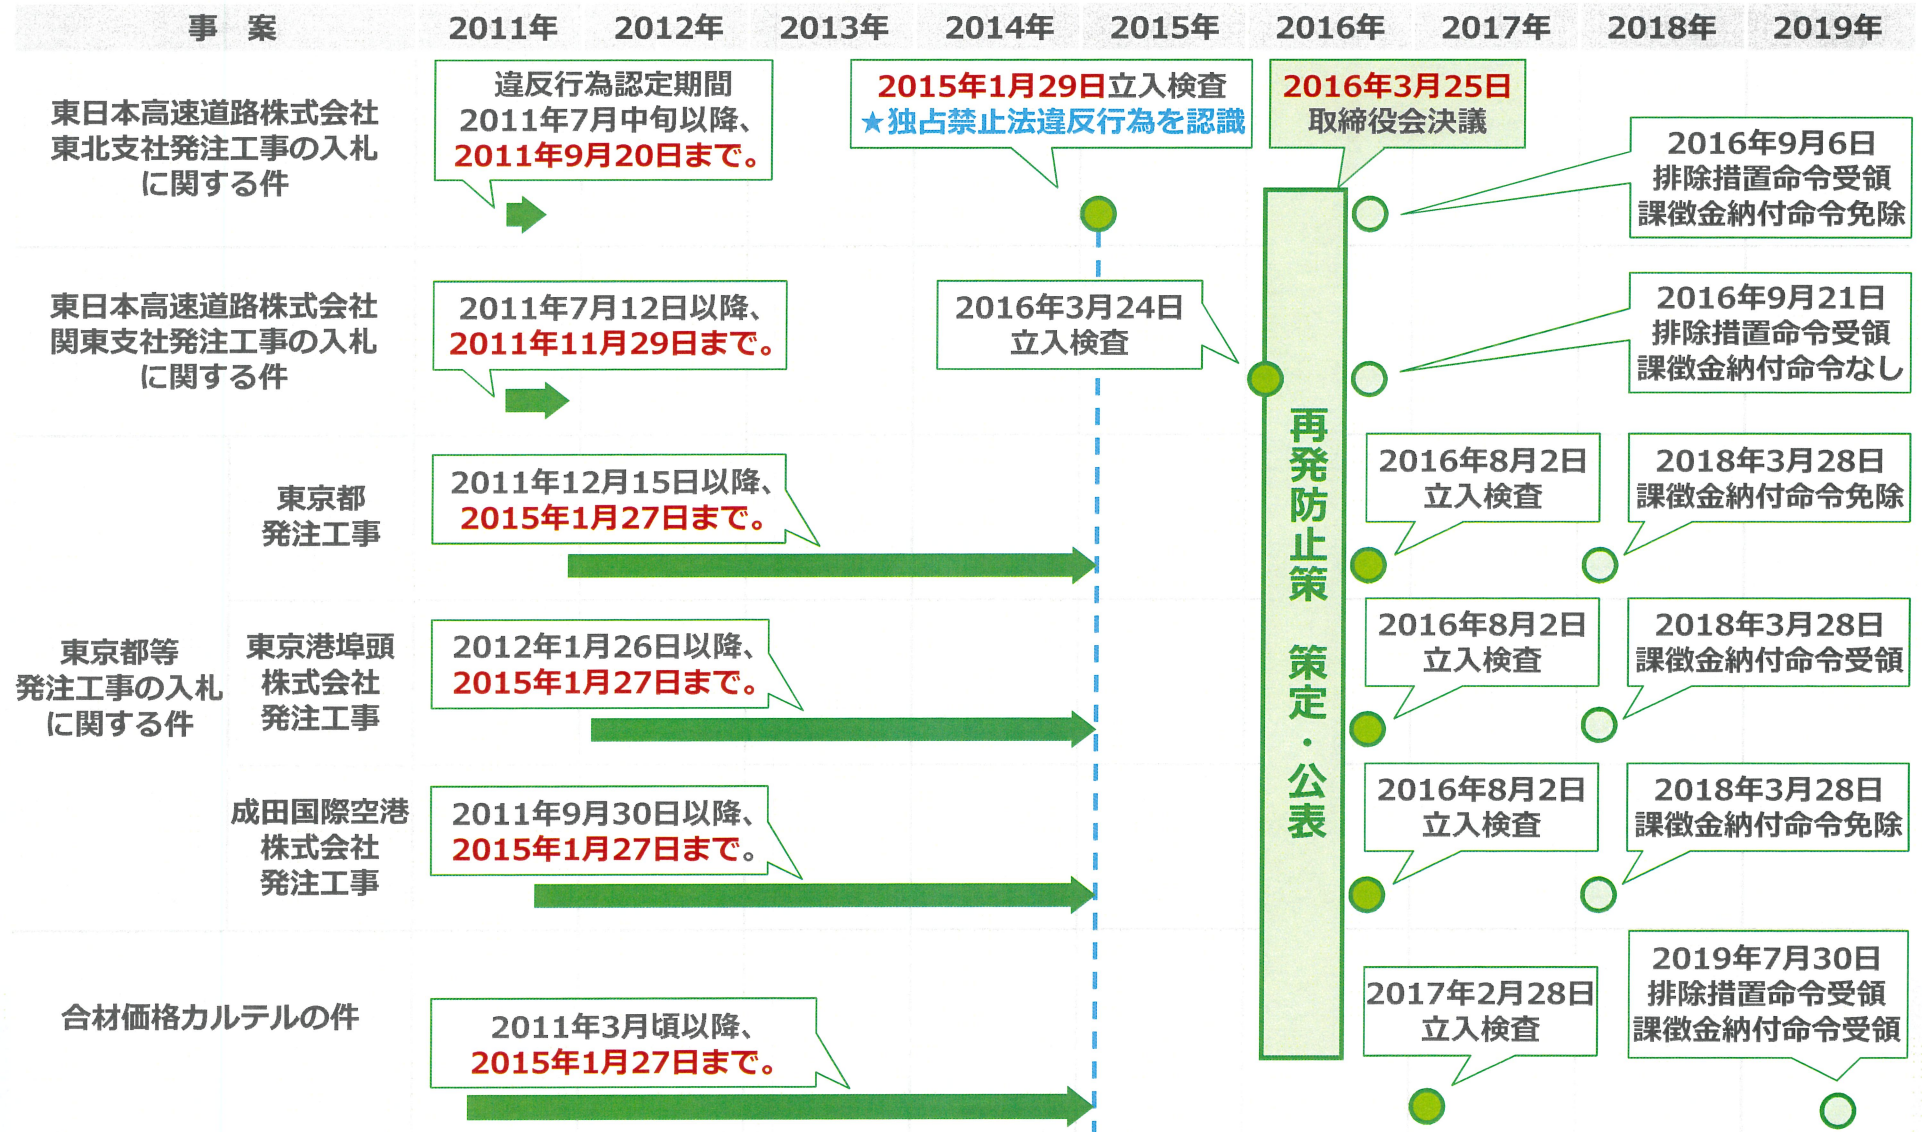 事 案 2011年 2012年 2013年 2014年 2015年 2016年 2017年 2018年 2019年
東日本高速道路株式会社
東北支社発注工事の入札
に関する件
違反行為認定期間
2011年7月中旬以降、
2011年9月20日まで。
2015年1月29日立入検査
★独占禁止法違反行為を認識
2016年3月25日
取締役会決議
2016年9月6日
排除措置命令受領
課徴金納付命令免除
東日本高速道路株式会社
関東支社発注工事の入札
に関する件
2011年7月12日以降、
2011年11月29日まで。
2016年3月24日
立入検査
2016年9月21日
排除措置命令受領
課徴金納付命令なし
再発防止策 策定・公表
東京都等
発注工事の入札
に関する件
東京都
発注工事
2011年12月15日以降、
2015年1月27日まで。
2016年8月2日
立入検査
2018年3月28日
課徴金納付命令免除
東京港埠頭
株式会社
発注工事
2012年1月26日以降、
2015年1月27日まで。
2016年8月2日
立入検査
2018年3月28日
課徴金納付命令受領
成田国際空港
株式会社
発注工事
2011年9月30日以降、
2015年1月27日まで。
2016年8月2日
立入検査
2018年3月28日
課徴金納付命令免除
合材価格カルテルの件
2011年3月頃以降、
2015年1月27日まで。
2017年2月28日
立入検査
2019年7月30日
排除措置命令受領
課徴金納付命令受領